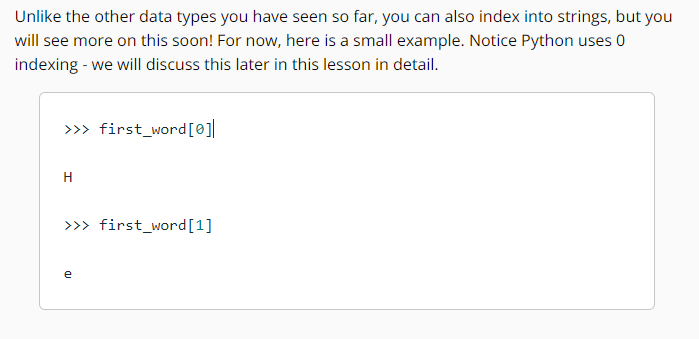 Unlike the other data types you have seen so far, you can also index into strings, but you
will see more on this soon! For now, here is a small example. Notice Python uses 0
indexing - we will discuss this later in this lesson in detail.
>>> first_word[0]
H
>>> first_word[1]
e